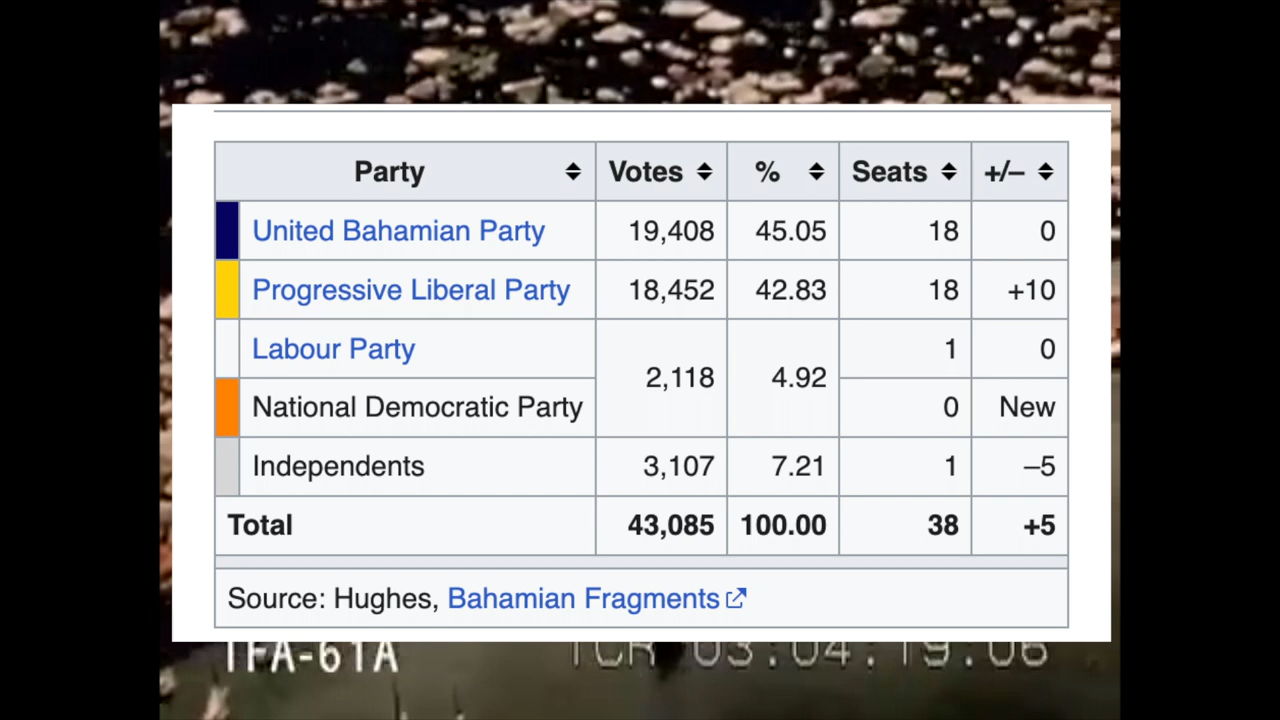 Party Votes % Seats +/–
United Bahamian Party 19,408 45.05 18 0
Progressive Liberal Party 18,452 42.83 18 +10
Labour Party 2,118 4.92 1 0
National Democratic Party 0 New
Independents 3,107 7.21 1 –5
Total 43,085 100.00 38 +5
Source: Hughes, Bahamian Fragments
TFA-61A TCR 03:04:19:06